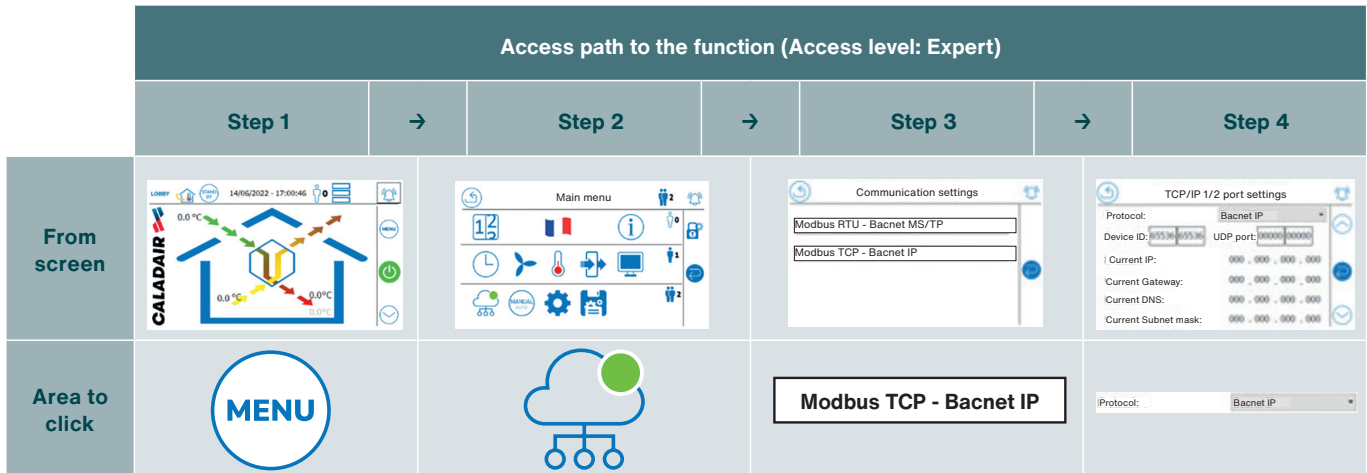 Access path to the function (Access level: Expert)
Step 1 → Step 2 → Step 3 → Step 4
From
screen
LOBBY STAND BY 14/06/2022 - 17:00:46 0
CALADAIR
0.0 °C
MENU
0.0 °C
0.0°C
0.0°C
Main menu 2
12 12 i 0
1
MANUAL AUTO 2
Communication settings
Modbus RTU - Bacnet MS/TP
Modbus TCP - Bacnet IP
TCP/IP 1/2 port settings
Protocol: Bacnet IP
Device ID: 65536 65536 UDP port: 00000 00000
Current IP: 000 . 000 . 000 . 000
Current Gateway: 000 . 000 . 000 . 000
Current DNS: 000 . 000 . 000 . 000
Current Subnet mask: 000 . 000 . 000 . 000
Area to
click
MENU
Modbus TCP - Bacnet IP
Protocol: Bacnet IP